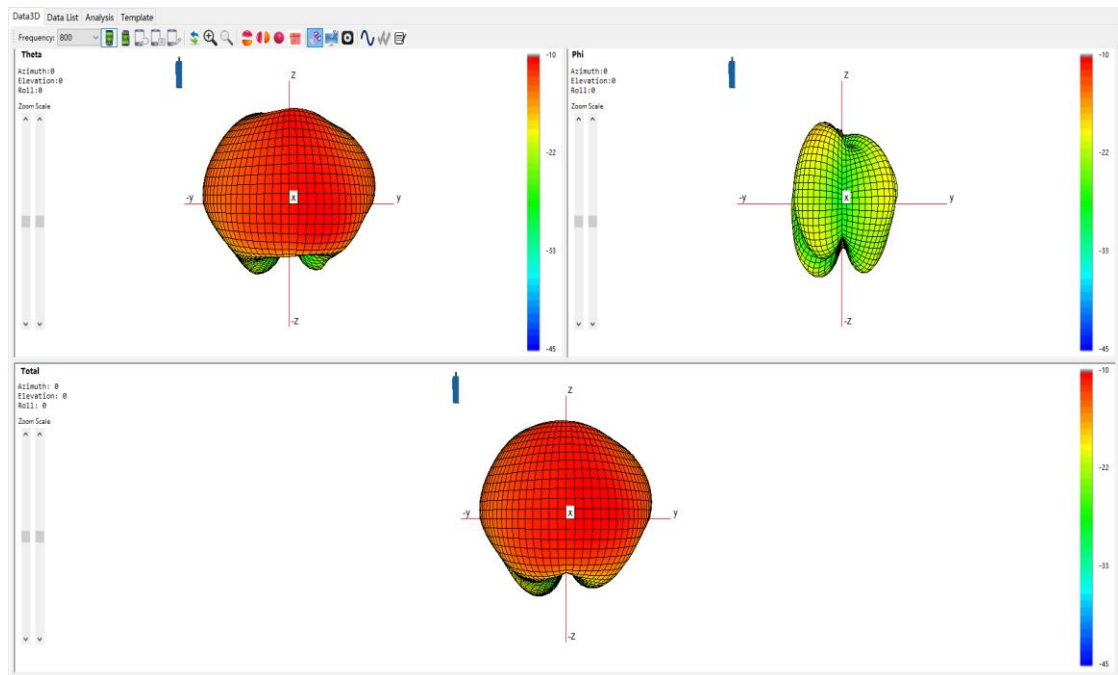 Data3D Data List Analysis Template
Frequency: 800
Theta
Azimuth:0
Elevation:0
Roll:0
Zoom Scale
Z
-y
X
y
-Z
-10
-22
-33
-45
Phi
Azimuth:0
Elevation:0
Roll:0
Zoom Scale
Z
-y
X
y
-Z
-10
-22
-33
-45
Total
Azimuth: 0
Elevation: 0
Roll: 0
Zoom Scale
Z
-y
X
y
-Z
-10
-22
-33
-45